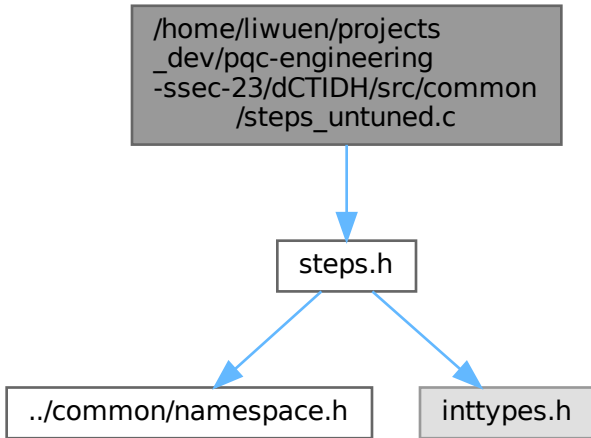 /home/liwuen/projects
_dev/pqc-engineering
-ssec-23/dCTIDH/src/common
/steps_untuned.c
steps.h
../common/namespace.h
inttypes.h